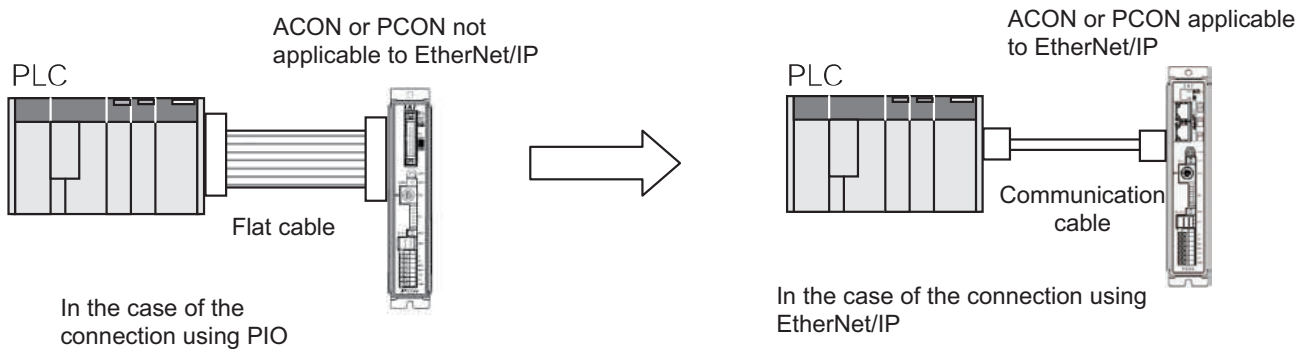 ACON or PCON not
applicable to EtherNet/IP
PLC
Flat cable
In the case of the
connection using PIO
ACON or PCON applicable
to EtherNet/IP
PLC
Communication
cable
In the case of the connection using
EtherNet/IP